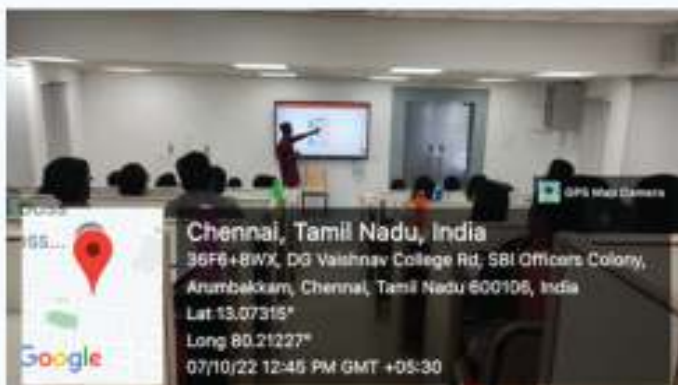 GPS Map Camera
Chennai, Tamil Nadu, India
36F6+8WX, DG Vaishnav College Rd, SBI Officers Colony,
Arumbakkam, Chennai, Tamil Nadu 600106, India
Lat 13.07315°
Long 80.21227°
07/10/22 12:45 PM GMT +05:30
Google